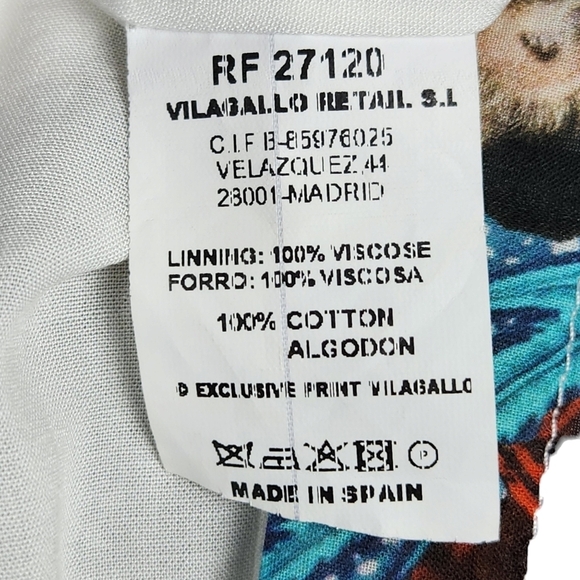 RF 27120
VILAGALLO RETAIL S.L
C.I.F B-85976025
VELAZQUEZ,44
28001-MADRID
LINNING: 100% VISCOSE
FORRO: 100% VISCOSA
100% COTTON
ALGODON
© EXCLUSIVE PRINT VILAGALLO
P
MADE IN SPAIN